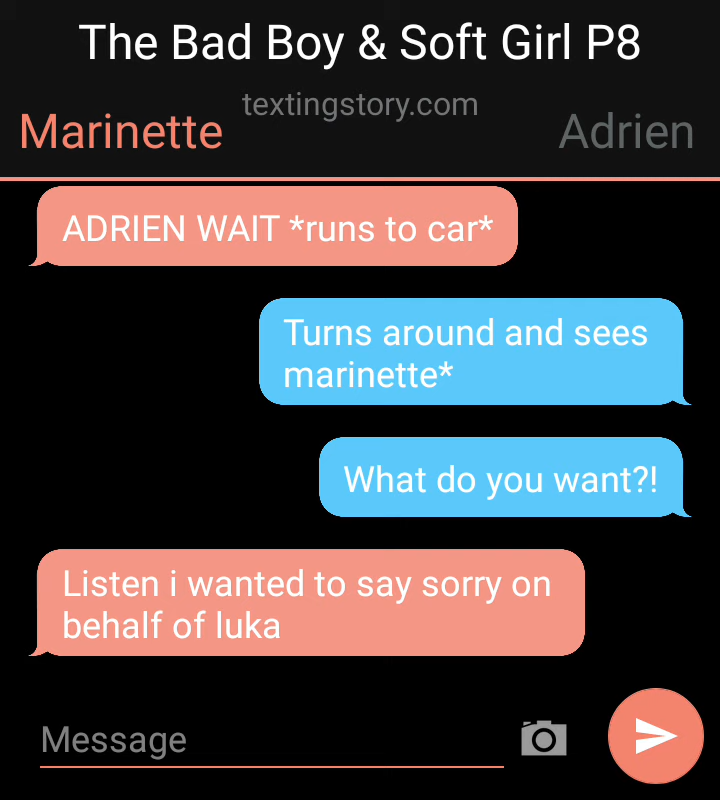 The Bad Boy & Soft Girl P8
textingstory.com
Marinette
Adrien
ADRIEN WAIT *runs to car*
Turns around and sees
marinette*
What do you want?!
Listen i wanted to say sorry on
behalf of luka
Message